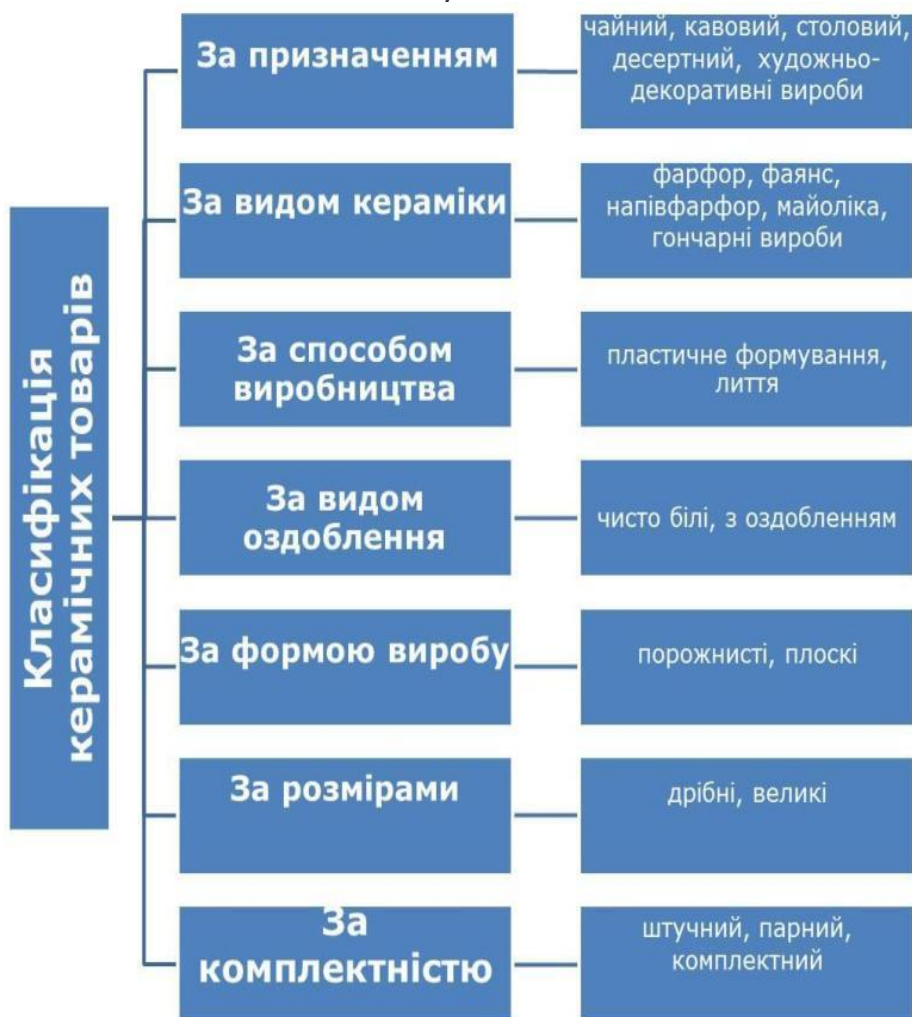 Класифікація
керамічних товарів
За призначенням
чайний, кавовий, столовий,
десертний, художньо-
декоративні вироби
За видом кераміки
фарфор, фаянс,
напівфарфор, майоліка,
гончарні вироби
За способом
виробництва
пластичне формування,
лиття
За видом
оздоблення
чисто білі, з оздобленням
За формою виробу
порожнисті, плоскі
За розмірами
дрібні, великі
За
комплектністю
штучний, парний,
комплектний